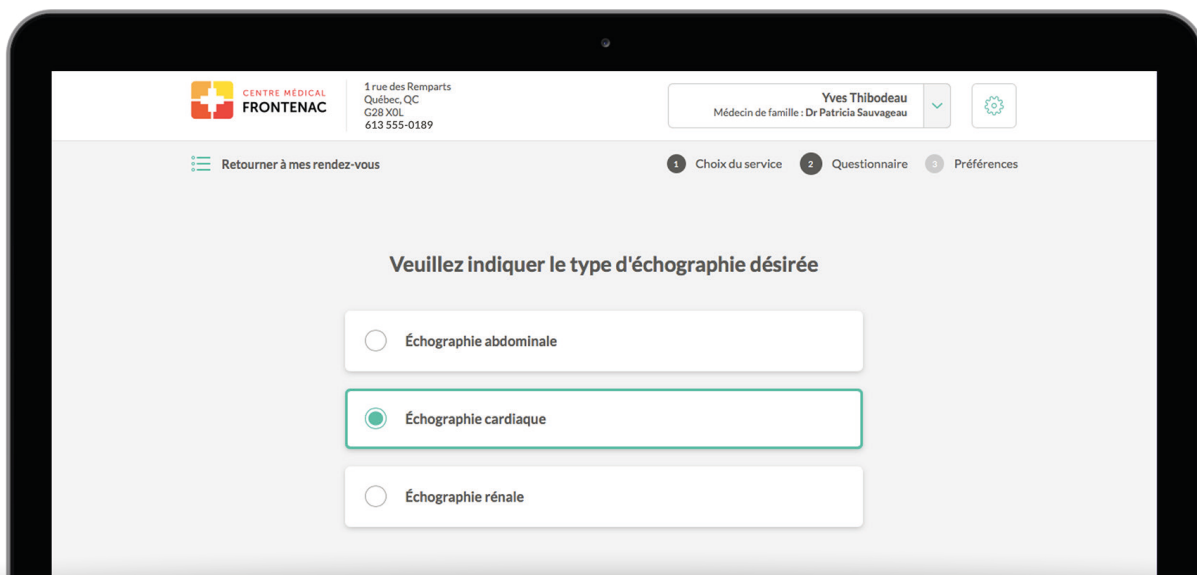 CENTRE MÉDICAL
FRONTENAC
1 rue des Remparts
Québec, QC
G28 X0L
613 555-0189
Yves Thibodeau
Médecin de famille : Dr Patricia Sauvageau
Retourner à mes rendez-vous
1 Choix du service 2 Questionnaire 3 Préférences
Veuillez indiquer le type d'échographie désirée
Échographie abdominale
Échographie cardiaque
Échographie rénale